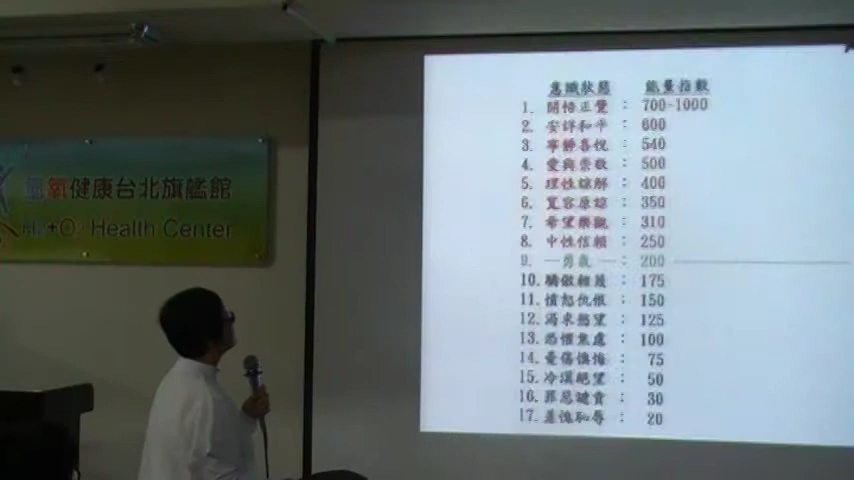 氫氧健康台北旗艦館
H2+O2 Health Center
意識狀態 能量指數
1. 開悟正覺 : 700-1000
2. 安詳和平 : 600
3. 寧靜喜悅 : 540
4. 愛與崇敬 : 500
5. 理性諒解 : 400
6. 寬容原諒 : 350
7. 希望樂觀 : 310
8. 中性信賴 : 250
9. —勇氣— : 200
10. 驕傲輕蔑 : 175
11. 憤怒仇恨 : 150
12. 渴求慾望 : 125
13. 恐懼焦慮 : 100
14. 憂傷懊悔 : 75
15. 冷漠絕望 : 50
16. 罪惡譴責 : 30
17. 羞愧恥辱 : 20